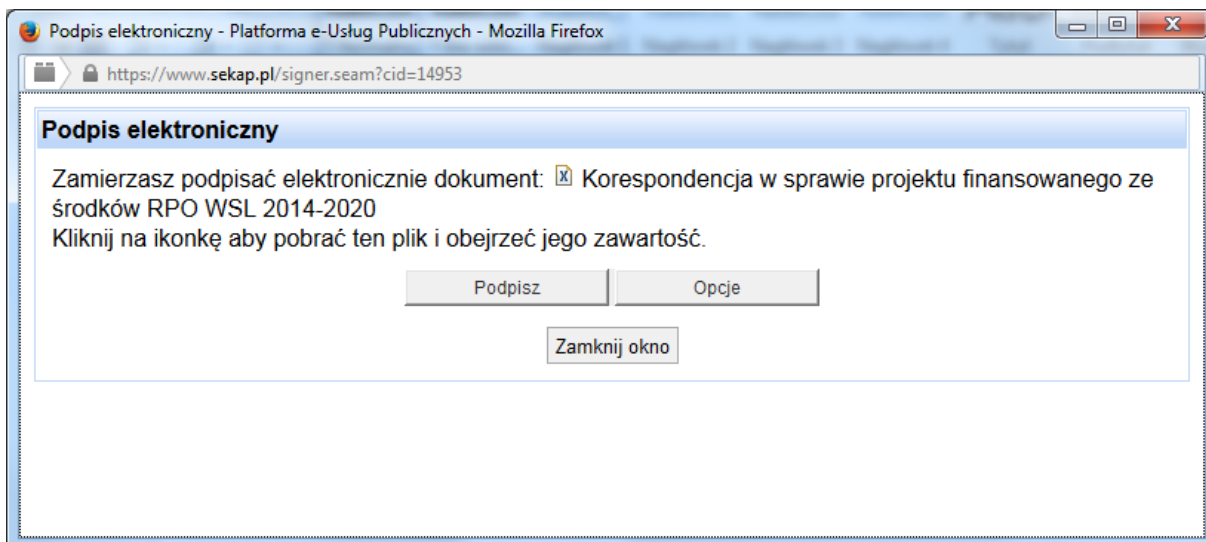 Podpis elektroniczny - Platforma e-Usług Publicznych - Mozilla Firefox
https://www.sekap.pl/signer.seam?cid=14953
Podpis elektroniczny
Zamierzasz podpisać elektronicznie dokument: Korespondencja w sprawie projektu finansowanego ze
środków RPO WSL 2014-2020
Kliknij na ikonkę aby pobrać ten plik i obejrzeć jego zawartość.
Podpisz Opcje
Zamknij okno